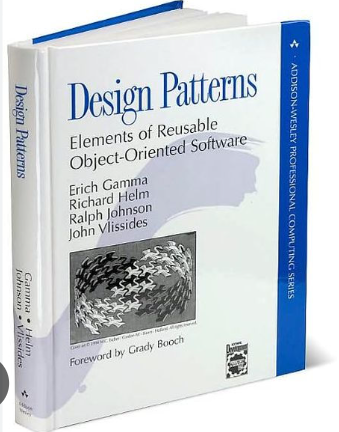 Design Patterns
Elements of Reusable
Object-Oriented Software
Erich Gamma
Richard Helm
Ralph Johnson
John Vlissides
Foreword by Grady Booch
ADDISON-WESLEY PROFESSIONAL COMPUTING SERIES
Design Patterns
Gamma • Helm
Johnson • Vlissides